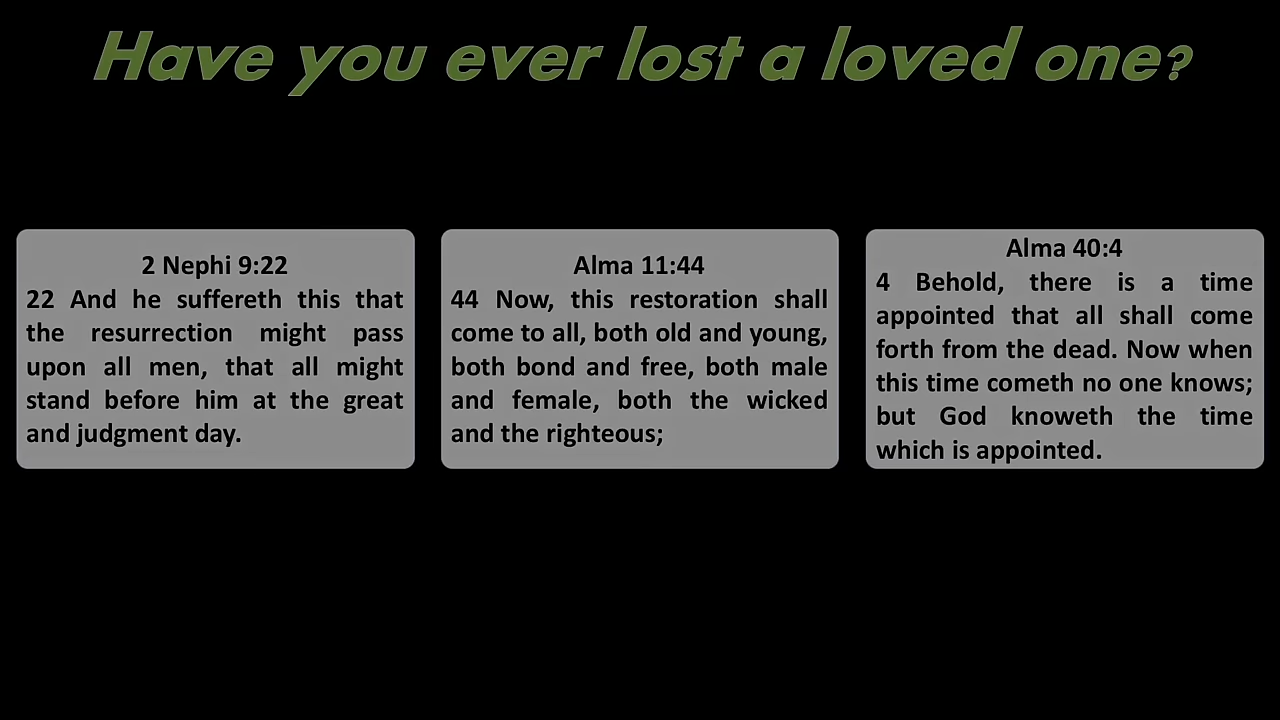 Have you ever lost a loved one?
2 Nephi 9:22
22 And he suffereth this that
the resurrection might pass
upon all men, that all might
stand before him at the great
and judgment day.
Alma 11:44
44 Now, this restoration shall
come to all, both old and young,
both bond and free, both male
and female, both the wicked
and the righteous;
Alma 40:4
4 Behold, there is a time
appointed that all shall come
forth from the dead. Now when
this time cometh no one knows;
but God knoweth the time
which is appointed.